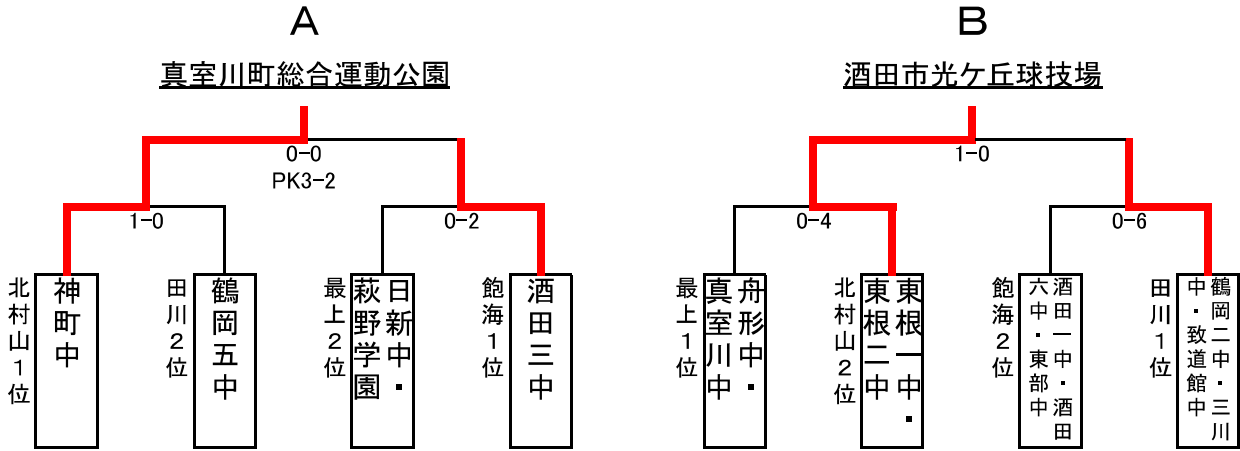 A
真室川町総合運動公園
0-0
PK3-2
1-0
0-2
北村山1位
神町中
田川2位
鶴岡五中
最上2位
日新中・
萩野学園
飽海1位
酒田三中
B
酒田市光ケ丘球技場
1-0
0-4
0-6
最上1位
舟形中・
真室川中
北村山2位
東根一中・
東根二中
飽海2位
酒田一中・酒田
六中・東部中
田川1位
鶴岡二中・三川
中・致道館中